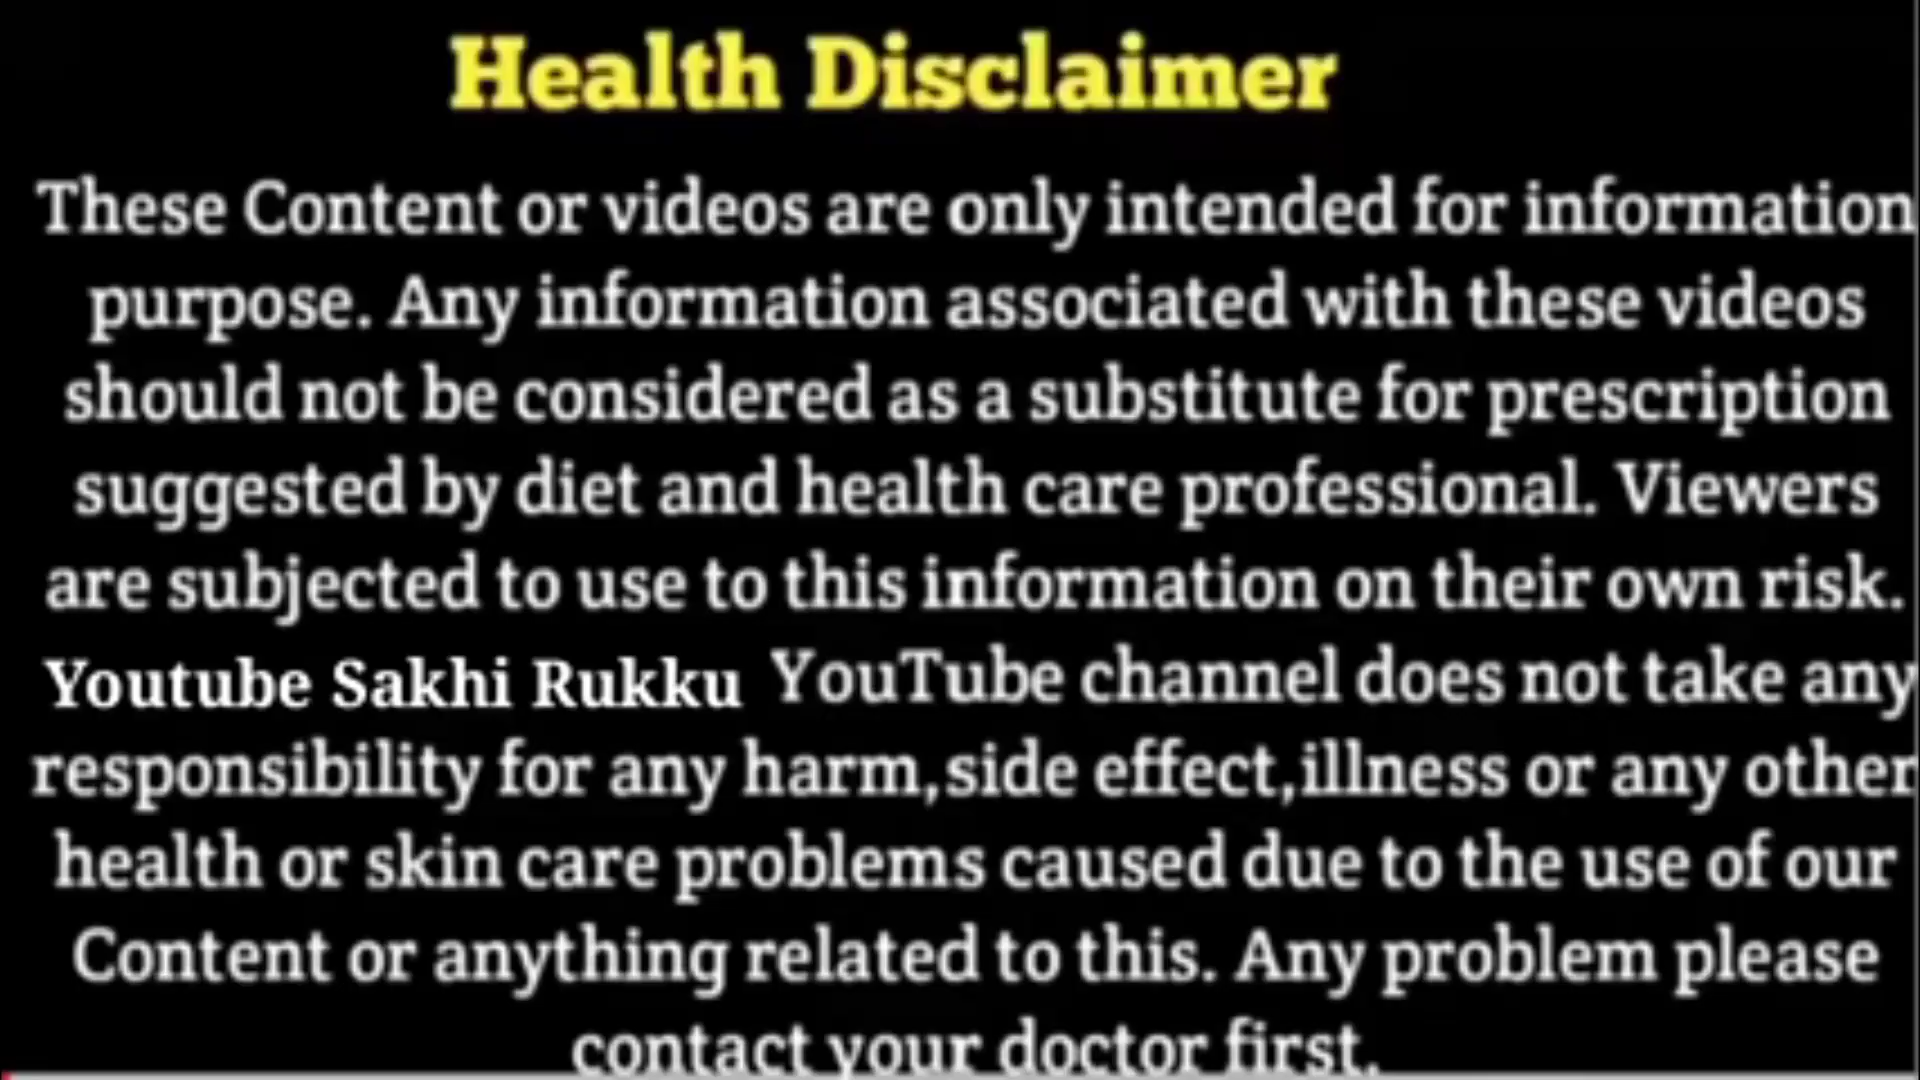 Health Disclaimer
These Content or videos are only intended for information
purpose. Any information associated with these videos
should not be considered as a substitute for prescription
suggested by diet and health care professional. Viewers
are subjected to use to this information on their own risk.
Youtube Sakhi Rukku YouTube channel does not take any
responsibility for any harm,side effect,illness or any other
health or skin care problems caused due to the use of our
Content or anything related to this. Any problem please
contact your doctor first.